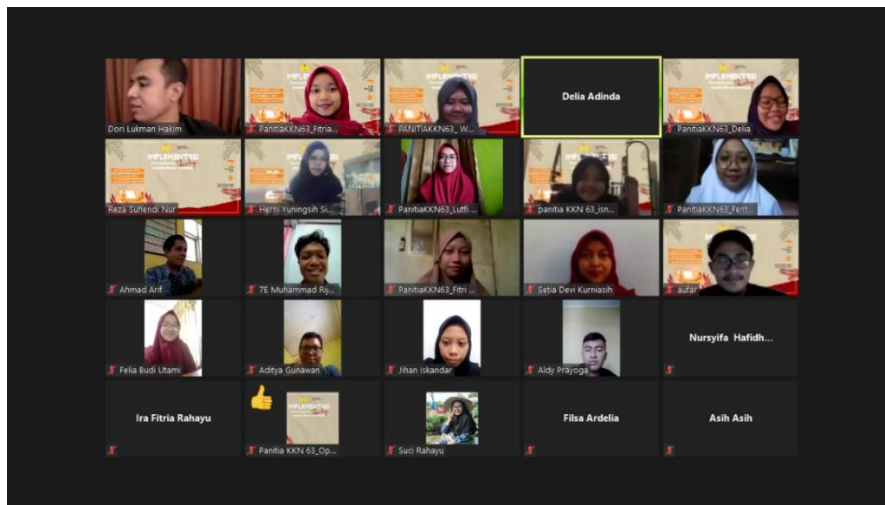 Dori Lukman Hakim
PanitiaKKN63_Fitria...
PANITIAKKN63_ W...
Delia Adinda
PanitiaKKN63_Delia
IMPLEMENTASI
Reza Suhendi Nur
Herni Yuningsih Si...
PanitiaKKN63_Lutfi ...
panitia KKN 63_isn...
PanitiaKKN63_Fent...
Ahmad Arif
7E Muhammad Rij...
PanitiaKKN63_Fitri ...
Setia Devi Kurniasih
aufar
Felia Budi Utami
Aditya Gunawan
Jihan Iskandar
Aldy Prayoga
Nursyifa Hafidh...
Ira Fitria Rahayu
Panitia KKN 63_Op...
Suci Rahayu
Filsa Ardelia
Asih Asih